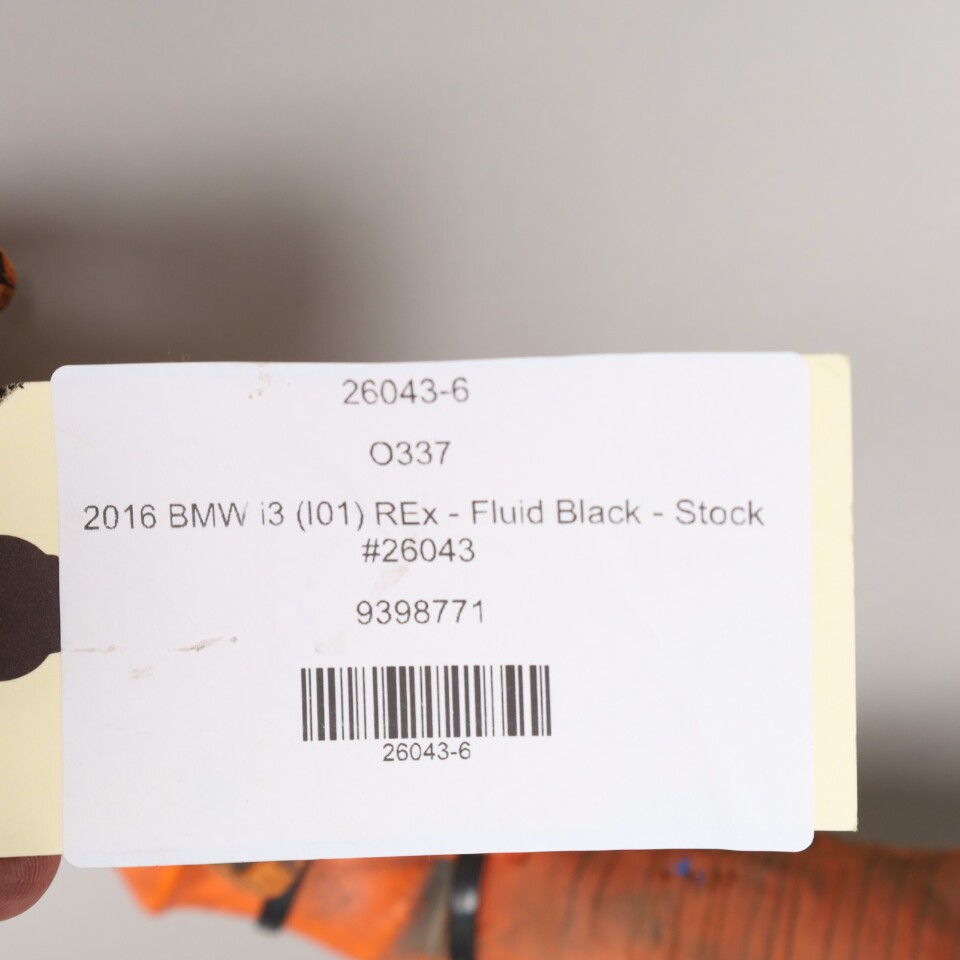 26043-6
O337
2016 BMW i3 (I01) REx - Fluid Black - Stock
#26043
9398771
26043-6